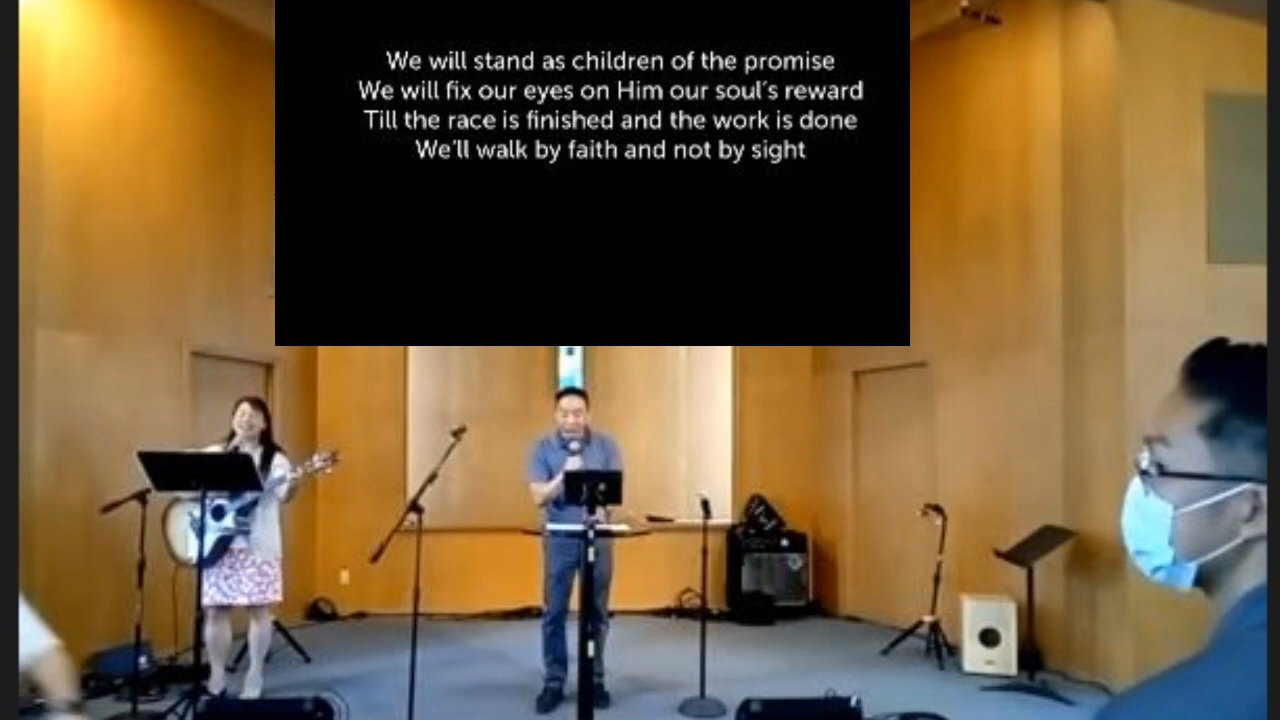 We will stand as children of the promise
We will fix our eyes on Him our soul's reward
Till the race is finished and the work is done
We'll walk by faith and not by sight